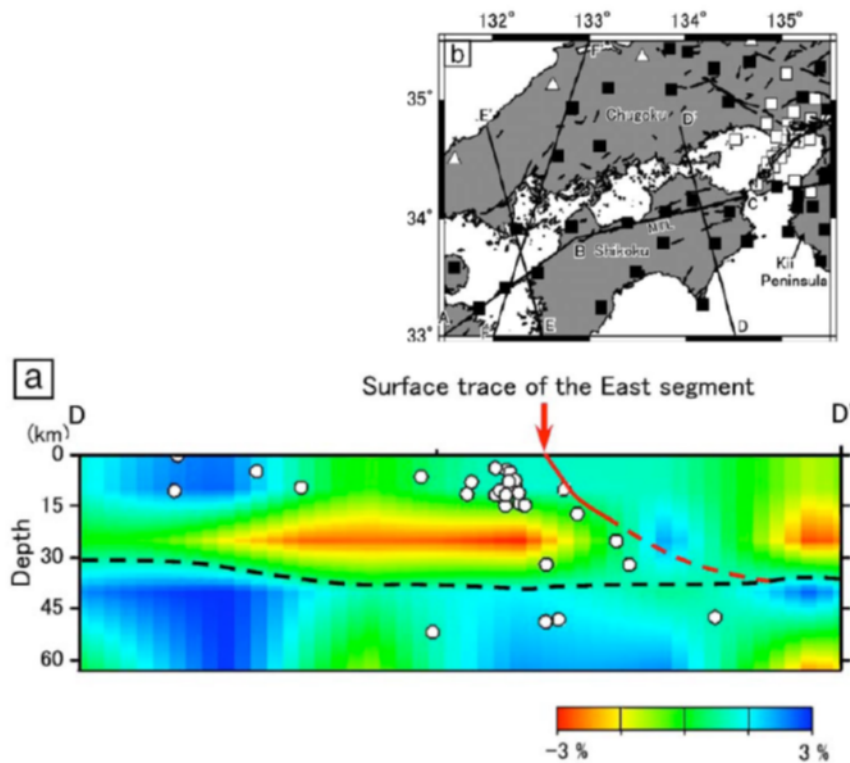 132° 133° 134° 135°
b
F'
E'
35°
Chugoku
D'
34°
C
MTL
B
Shikoku
Kii
Peninsula
33°
A
E
D
a
Surface trace of the East segment
D
D'
(km)
0
15
Depth
30
45
60
-3 %
3 %